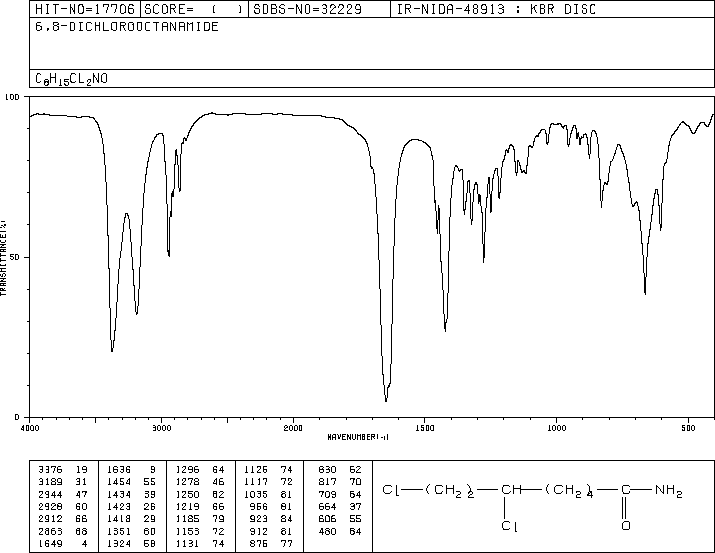 HIT-NO=17706 SCORE= ( ) SDBS-NO=32229 IR-NIDA-48913 : KBR DISC
6,8-DICHLOROOCTANAMIDE
C8H15CL2NO
100
TRANSMITTANCE(%)
50
0
4000 3000 2000 1500 1000 500
WAVENUMBER(-1)
3376 19 1636 9 1296 64 1126 74 830 62
3189 31 1454 55 1278 46 1117 72 817 70
2944 47 1434 39 1250 62 1035 81 709 64
2928 60 1423 26 1219 66 956 81 664 37
2912 66 1418 29 1185 79 923 84 606 55
2863 68 1351 60 1153 72 912 81 480 84
1649 4 1324 58 1131 74 876 77
Cl—(CH2)2—CH—(CH2)4—C—NH2
Cl O